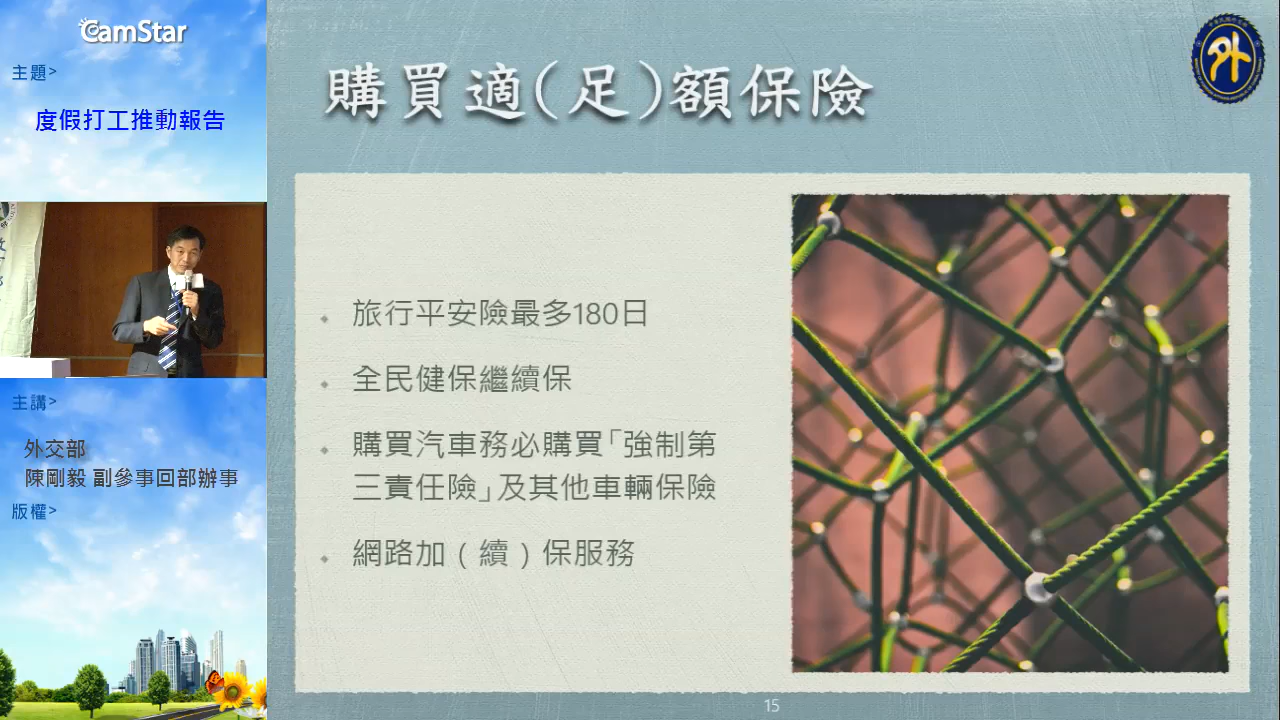 CamStar
主題>
度假打工推動報告
主講>
外交部
陳剛毅 副參事回部辦事
版權>
購買適(足)額保險
外
旅行平安險最多180日
全民健保繼續保
購買汽車務必購買「強制第
三責任險」及其他車輛保險
網路加(續)保服務
15